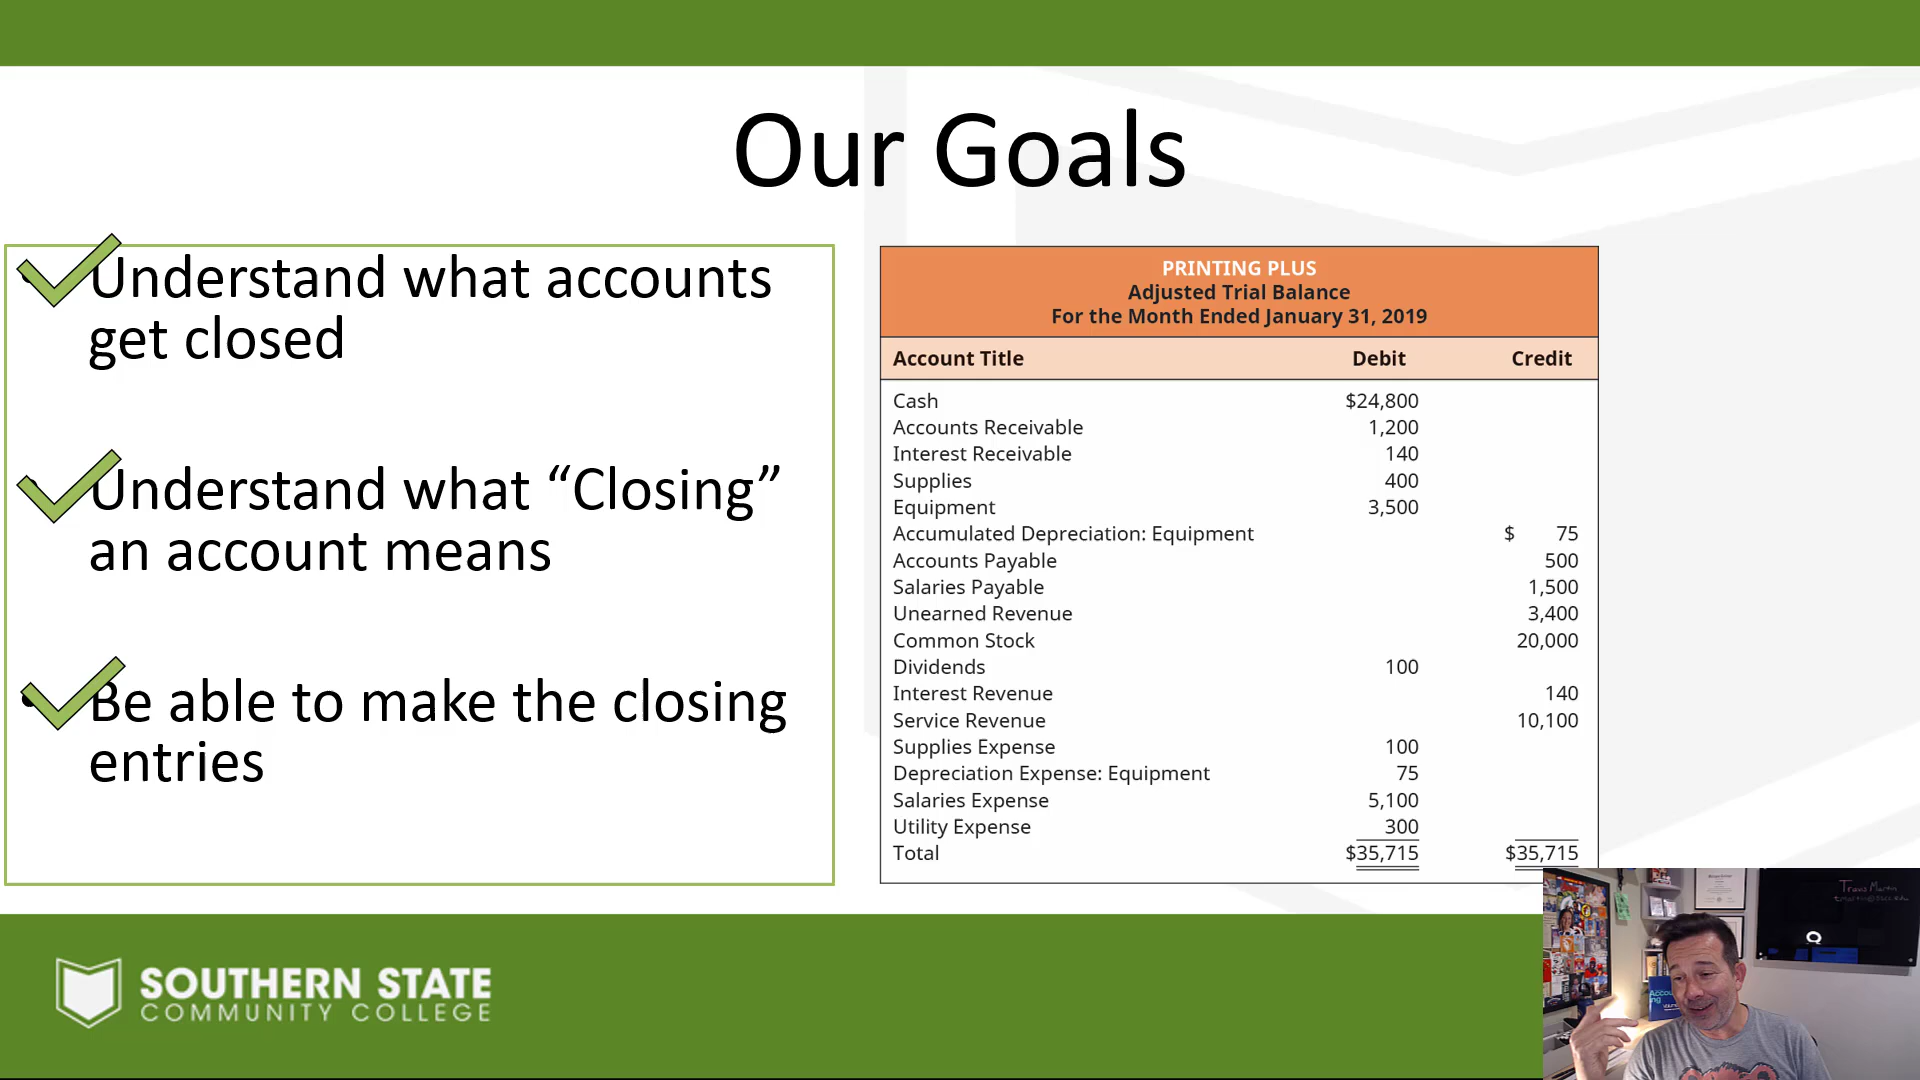 Our Goals
Understand what accounts
get closed
Understand what “Closing”
an account means
Be able to make the closing
entries
PRINTING PLUS
Adjusted Trial Balance
For the Month Ended January 31, 2019
Account Title Debit Credit
Cash $24,800
Accounts Receivable 1,200
Interest Receivable 140
Supplies 400
Equipment 3,500
Accumulated Depreciation: Equipment $ 75
Accounts Payable 500
Salaries Payable 1,500
Unearned Revenue 3,400
Common Stock 20,000
Dividends 100
Interest Revenue 140
Service Revenue 10,100
Supplies Expense 100
Depreciation Expense: Equipment 75
Salaries Expense 5,100
Utility Expense 300
Total $35,715 $35,715
SOUTHERN STATE
COMMUNITY COLLEGE
Travis Martin